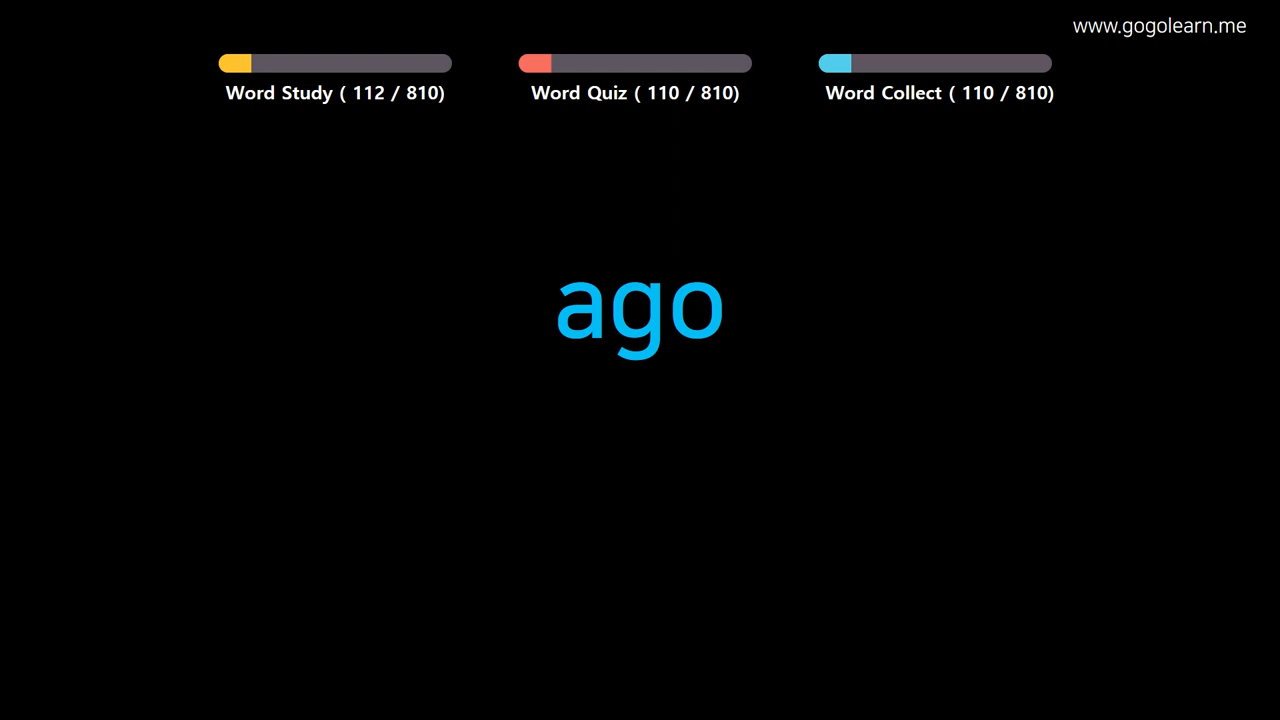 www.gogolearn.me
Word Study ( 112 / 810)
Word Quiz ( 110 / 810)
Word Collect ( 110 / 810)
ago